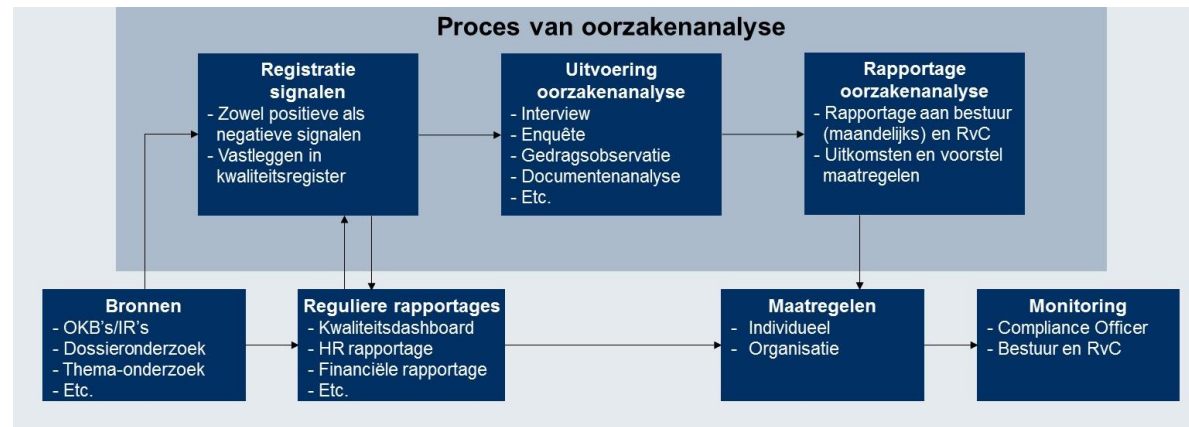 Proces van oorzakenanalyse
Registratie
signalen
- Zowel positieve als
negatieve signalen
- Vastleggen in
kwaliteitsregister
Uitvoering
oorzakenanalyse
- Interview
- Enquête
- Gedragsobservatie
- Documentenanalyse
- Etc.
Rapportage
oorzakenanalyse
- Rapportage aan bestuur
(maandelijks) en RvC
- Uitkomsten en voorstel
maatregelen
Bronnen
- OKB's/IR's
- Dossieronderzoek
- Thema-onderzoek
- Etc.
Reguliere rapportages
- Kwaliteitsdashboard
- HR rapportage
- Financiële rapportage
- Etc.
Maatregelen
- Individueel
- Organisatie
Monitoring
- Compliance Officer
- Bestuur en RvC